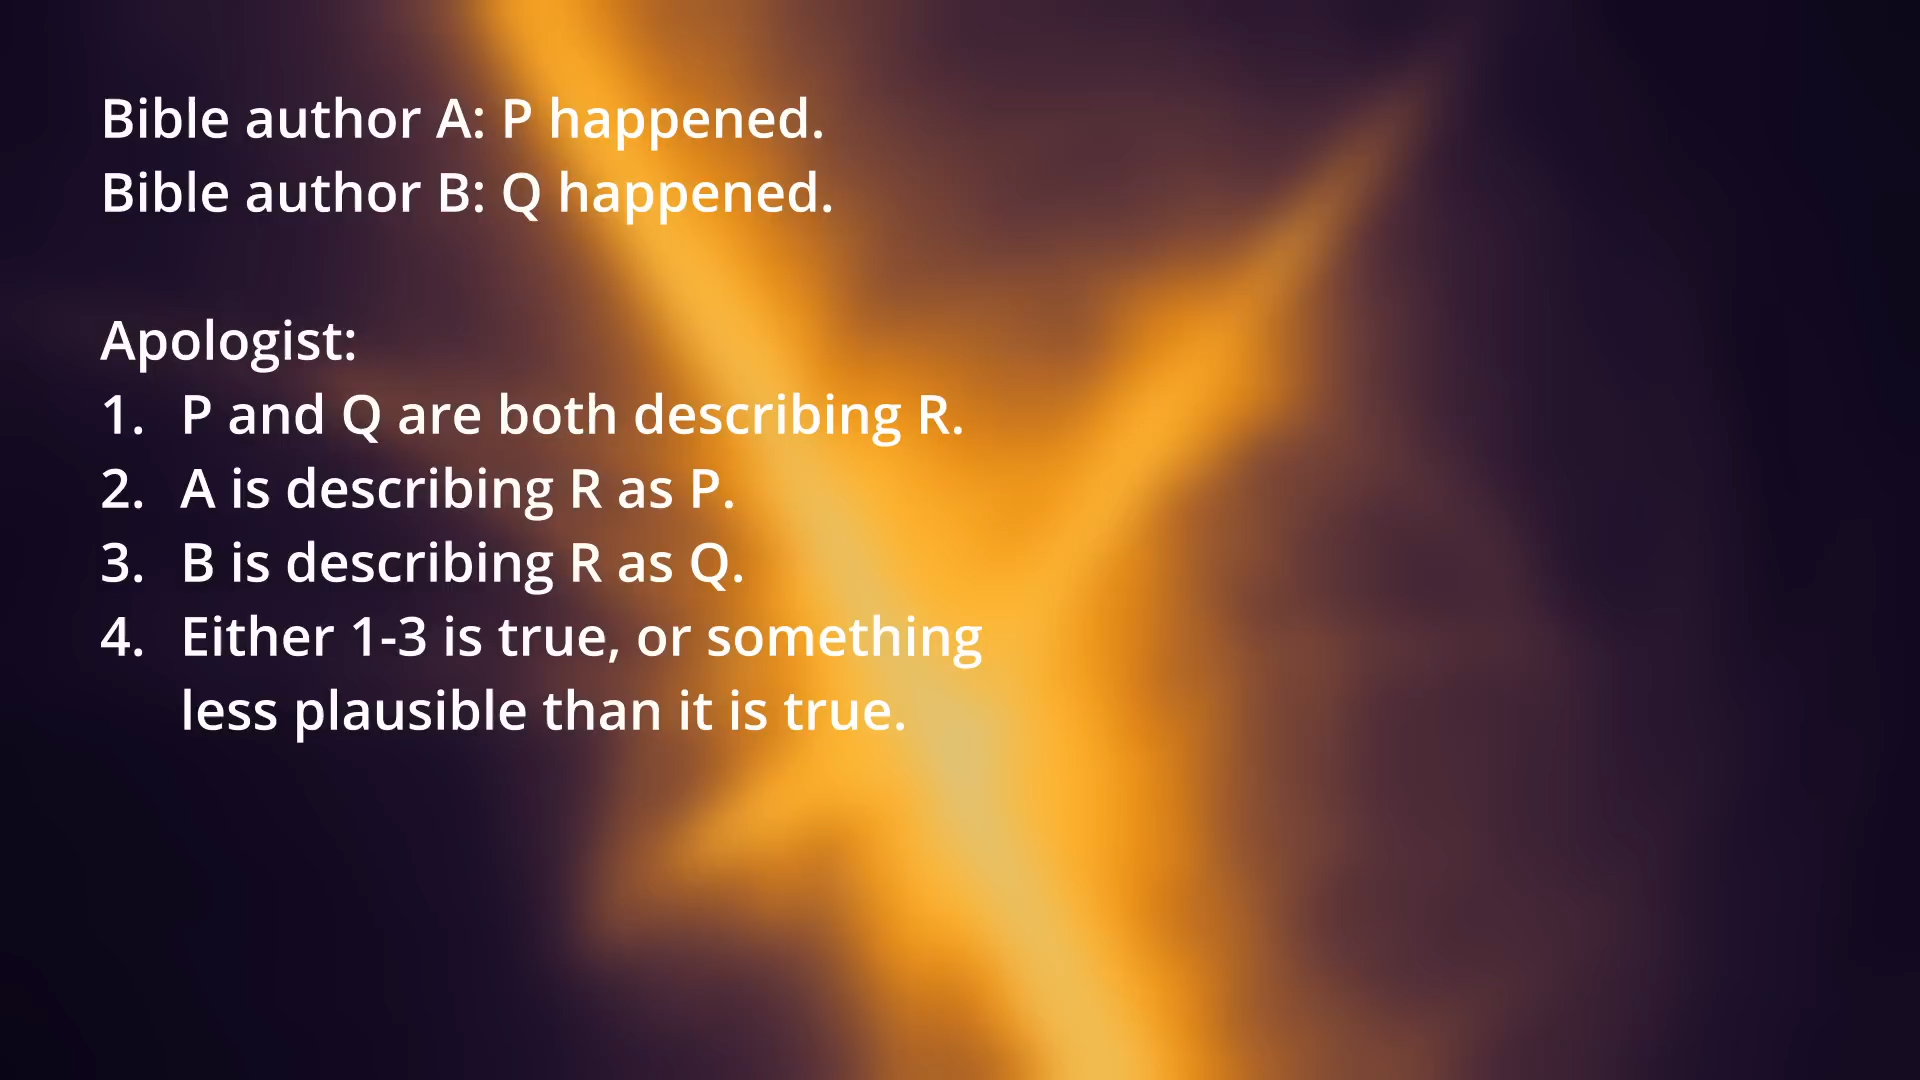 Bible author A: P happened.
Bible author B: Q happened.
Apologist:
1. P and Q are both describing R.
2. A is describing R as P.
3. B is describing R as Q.
4. Either 1-3 is true, or something
less plausible than it is true.